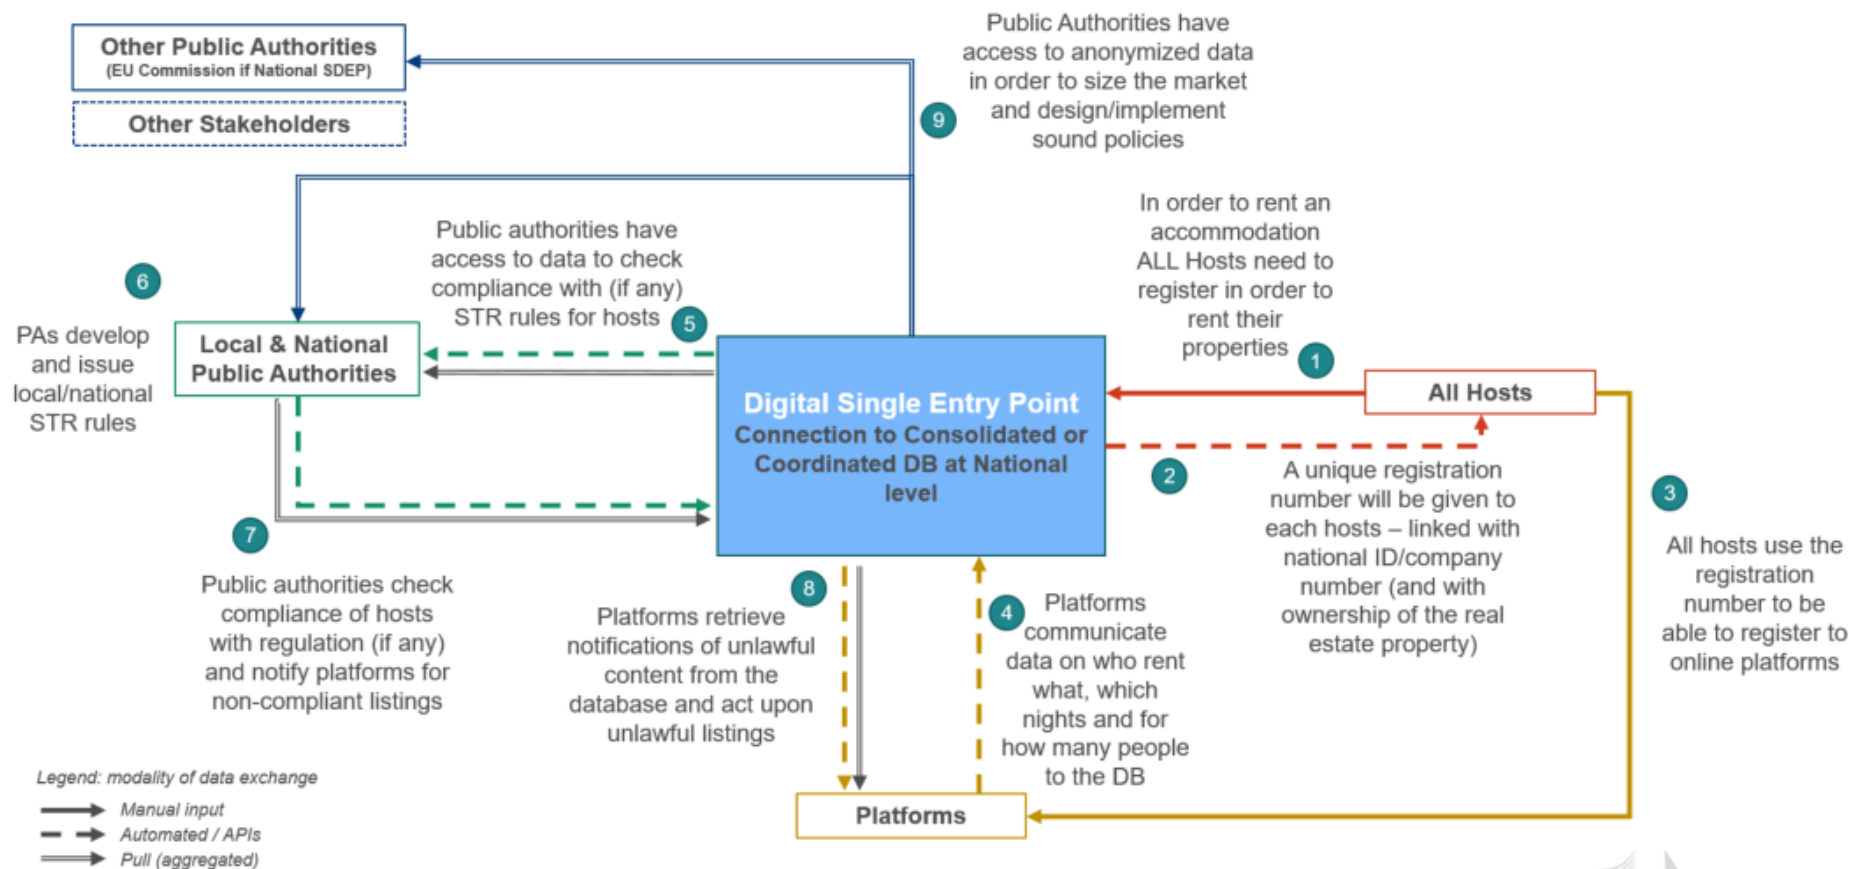 Other Public Authorities
(EU Commission if National SDEP)
Other Stakeholders
Public Authorities have
access to anonymized data
in order to size the market
and design/implement
sound policies
9
In order to rent an
accommodation
ALL Hosts need to
register in order to
rent their
properties
1
Public authorities have
access to data to check
compliance with (if any)
STR rules for hosts
5
6
PAs develop
and issue
local/national
STR rules
Local & National
Public Authorities
Digital Single Entry Point
Connection to Consolidated or
Coordinated DB at National
level
All Hosts
2
A unique registration
number will be given to
each hosts – linked with
national ID/company
number (and with
ownership of the real
estate property)
3
All hosts use the
registration
number to be
able to register to
online platforms
7
Public authorities check
compliance of hosts
with regulation (if any)
and notify platforms for
non-compliant listings
8
Platforms retrieve
notifications of unlawful
content from the
database and act upon
unlawful listings
4
Platforms
communicate
data on who rent
what, which
nights and for
how many people
to the DB
Platforms
Legend: modality of data exchange
Manual input
Automated / APIs
Pull (aggregated)